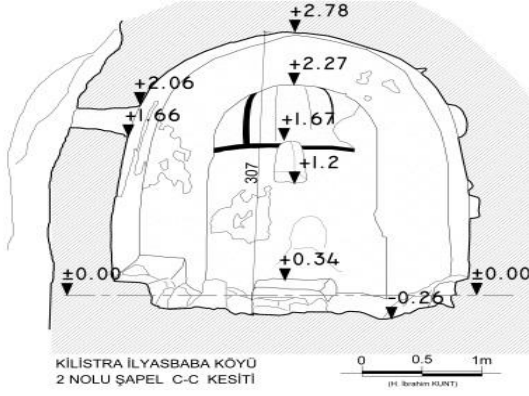 +2.78
+2.27
+2.06
+1.66
+1.67
+1.2
307
+0.34
±0.00
±0.00
-0.26
KİLİSTRA İLYASBABA KÖYÜ
2 NOLU ŞAPEL C-C KESİTİ
0 0.5 1m
(H. İbrahim KUNT)